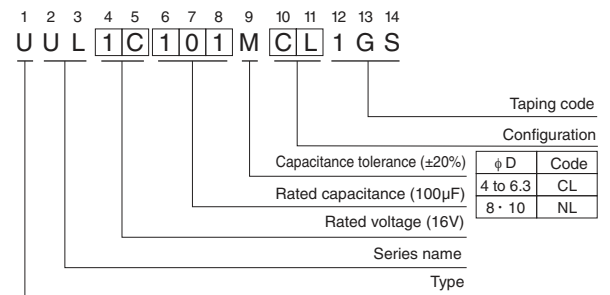 1 2 3 4 5 6 7 8 9 10 11 12 13 14
U U L 1 C 1 0 1 M C L 1 G S
Taping code
Configuration
Capacitance tolerance (±20%)
φ D Code
4 to 6.3 CL
8 · 10 NL
Rated capacitance (100µF)
Rated voltage (16V)
Series name
Type